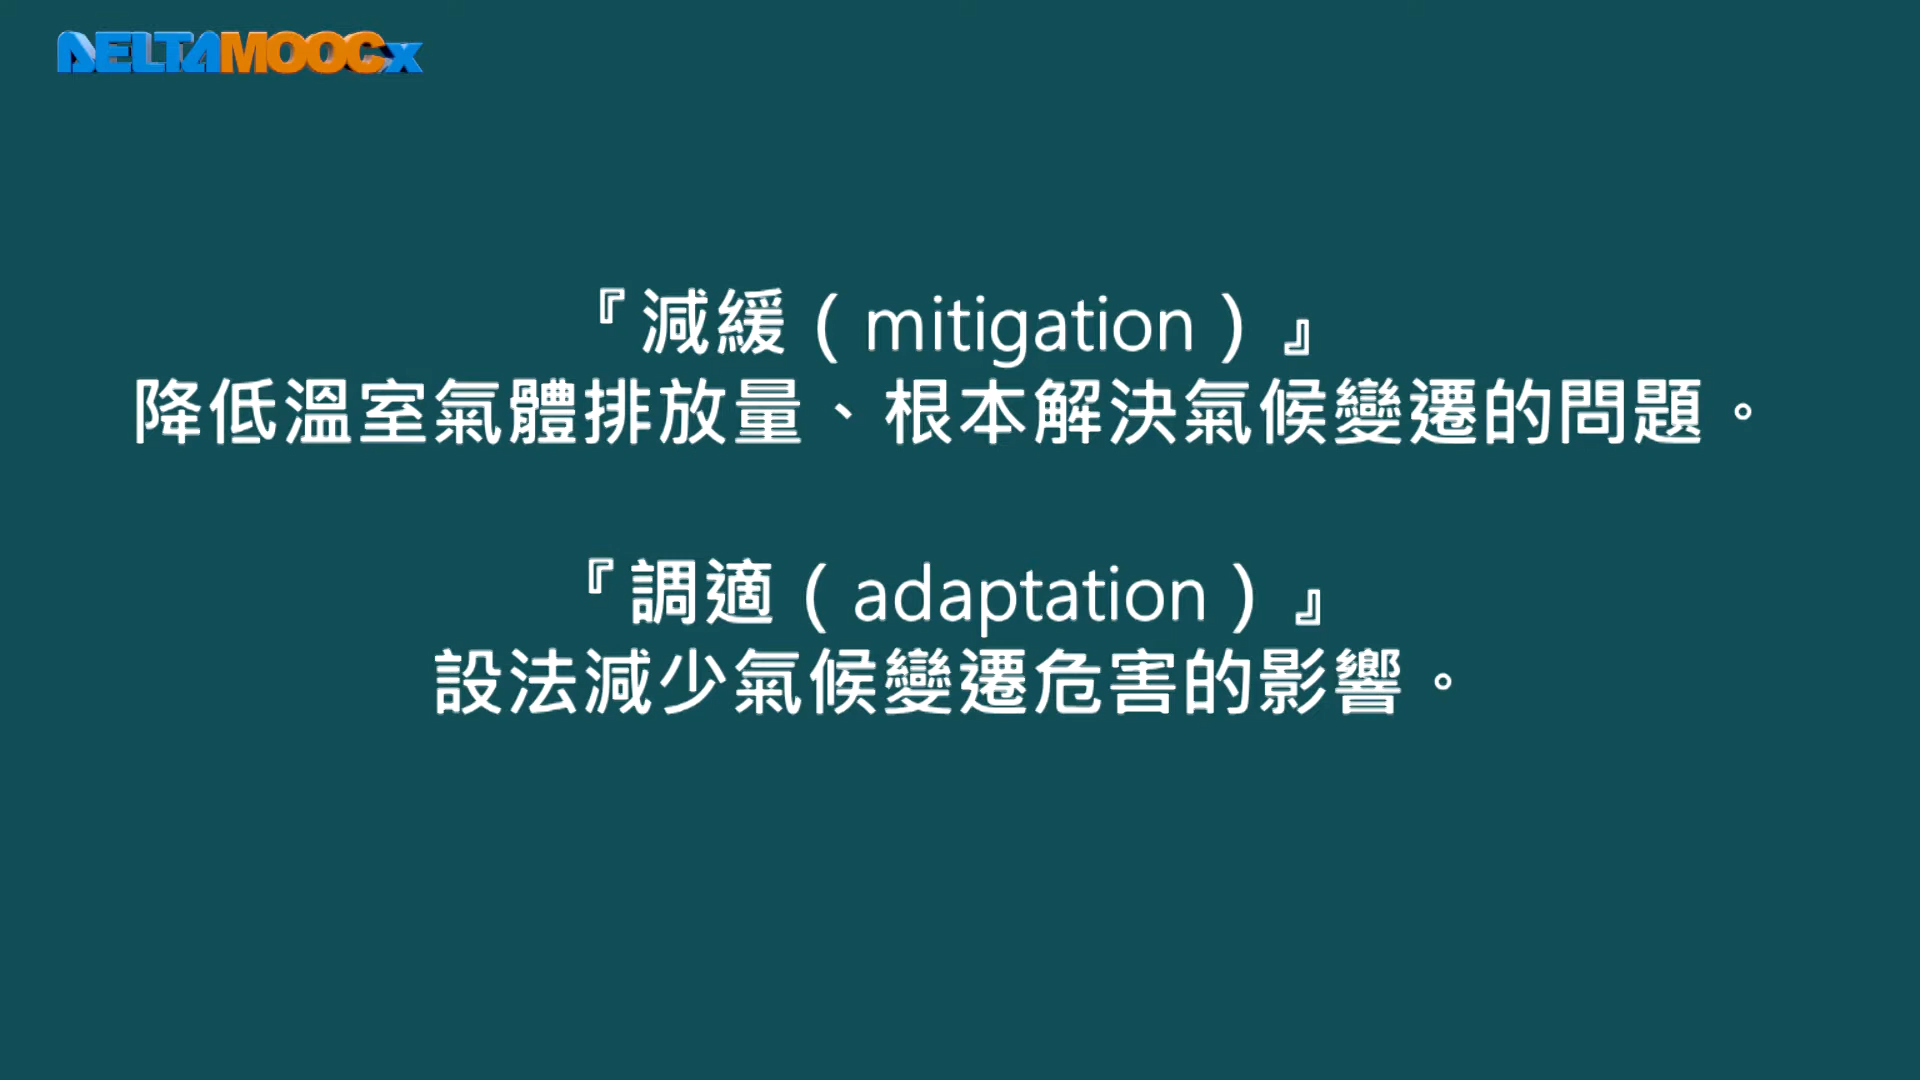 DELTAMOOCx
『減緩（mitigation）』
降低溫室氣體排放量、根本解決氣候變遷的問題。
『調適（adaptation）』
設法減少氣候變遷危害的影響。